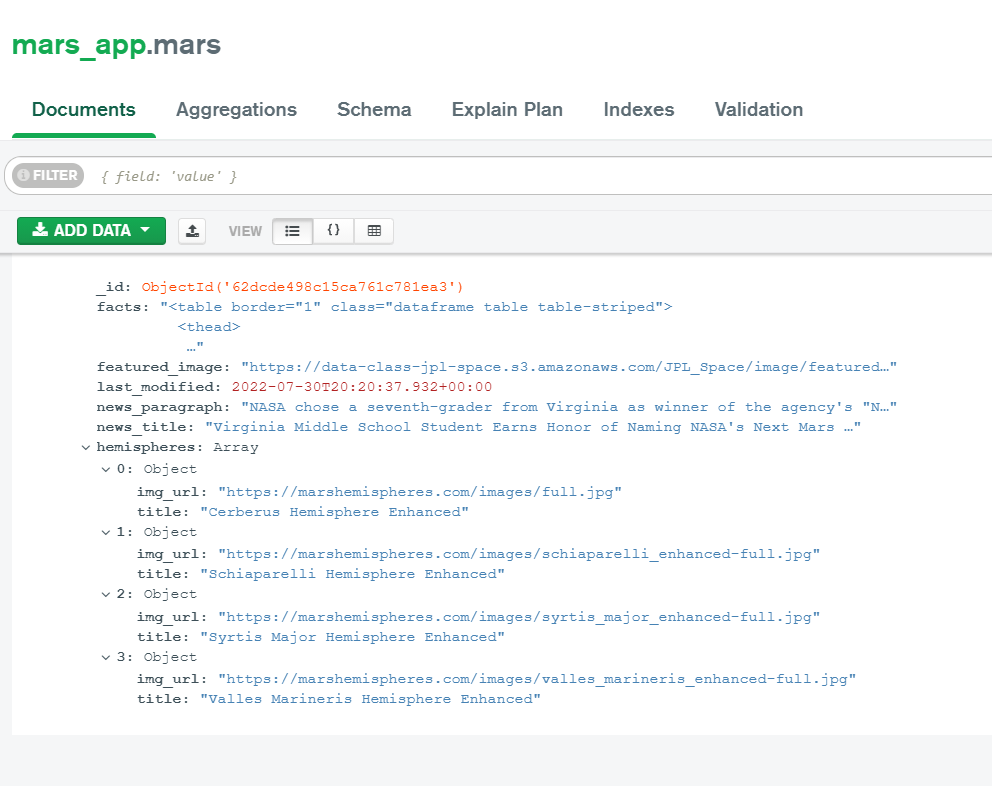 mars_app.mars
Documents Aggregations Schema Explain Plan Indexes Validation
FILTER { field: 'value' }
ADD DATA VIEW {}
_id: ObjectId('62dcde498c15ca761c781ea3')
facts: "<table border="1" class="dataframe table table-striped">
<thead>
…"
featured_image: "https://data-class-jpl-space.s3.amazonaws.com/JPL_Space/image/featured…"
last_modified: 2022-07-30T20:20:37.932+00:00
news_paragraph: "NASA chose a seventh-grader from Virginia as winner of the agency's "N…"
news_title: "Virginia Middle School Student Earns Honor of Naming NASA's Next Mars …"
hemispheres: Array
0: Object
img_url: "https://marshemispheres.com/images/full.jpg"
title: "Cerberus Hemisphere Enhanced"
1: Object
img_url: "https://marshemispheres.com/images/schiaparelli_enhanced-full.jpg"
title: "Schiaparelli Hemisphere Enhanced"
2: Object
img_url: "https://marshemispheres.com/images/syrtis_major_enhanced-full.jpg"
title: "Syrtis Major Hemisphere Enhanced"
3: Object
img_url: "https://marshemispheres.com/images/valles_marineris_enhanced-full.jpg"
title: "Valles Marineris Hemisphere Enhanced"